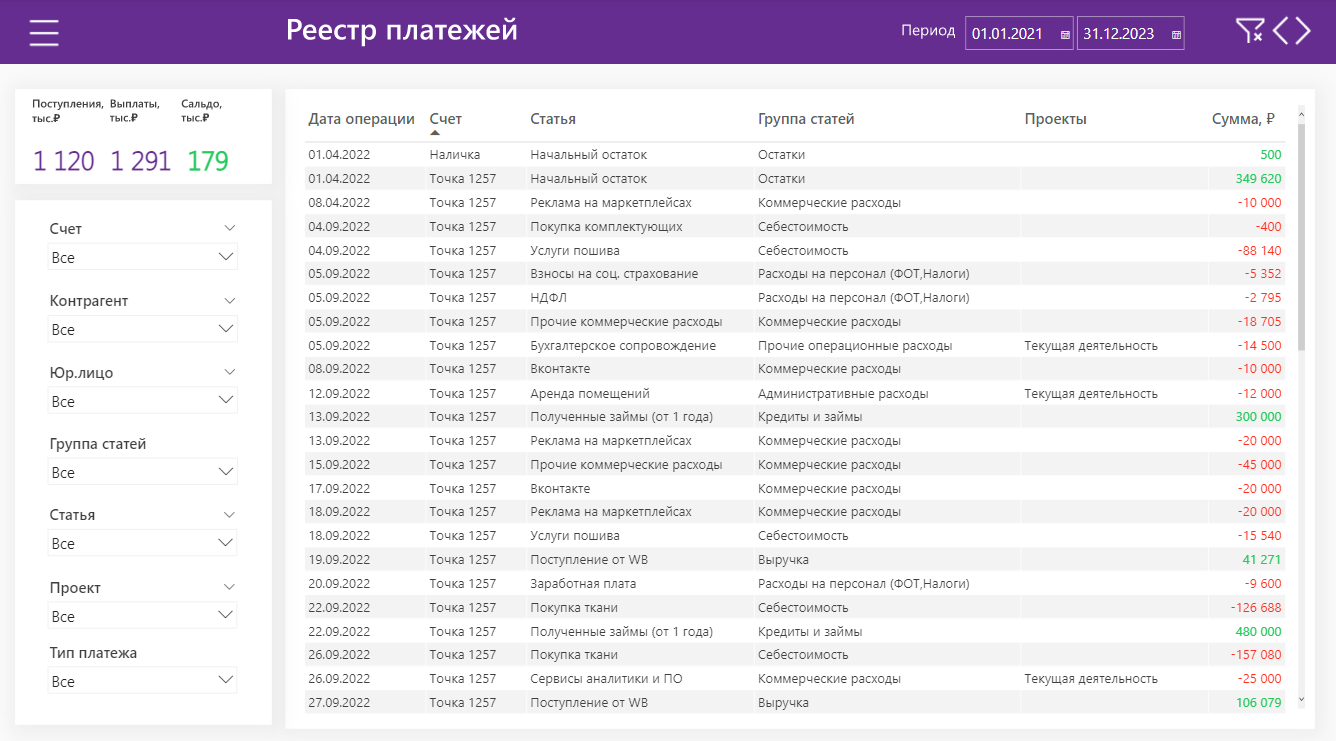 Реестр платежей
Период 01.01.2021 31.12.2023
Поступления, тыс.₽ Выплаты, тыс.₽ Сальдо, тыс.₽
1 120 1 291 179
Счет
Все
Контрагент
Все
Юр.лицо
Все
Группа статей
Все
Статья
Все
Проект
Все
Тип платежа
Все
Дата операции Счет Статья Группа статей Проекты Сумма, ₽
01.04.2022 Наличка Начальный остаток Остатки 500
01.04.2022 Точка 1257 Начальный остаток Остатки 349 620
08.04.2022 Точка 1257 Реклама на маркетплейсах Коммерческие расходы -10 000
04.09.2022 Точка 1257 Покупка комплектующих Себестоимость -400
04.09.2022 Точка 1257 Услуги пошива Себестоимость -88 140
05.09.2022 Точка 1257 Взносы на соц. страхование Расходы на персонал (ФОТ,Налоги) -5 352
05.09.2022 Точка 1257 НДФЛ Расходы на персонал (ФОТ,Налоги) -2 795
05.09.2022 Точка 1257 Прочие коммерческие расходы Коммерческие расходы -18 705
05.09.2022 Точка 1257 Бухгалтерское сопровождение Прочие операционные расходы Текущая деятельность -14 500
08.09.2022 Точка 1257 Вконтакте Коммерческие расходы -10 000
12.09.2022 Точка 1257 Аренда помещений Административные расходы Текущая деятельность -12 000
13.09.2022 Точка 1257 Полученные займы (от 1 года) Кредиты и займы 300 000
13.09.2022 Точка 1257 Реклама на маркетплейсах Коммерческие расходы -20 000
15.09.2022 Точка 1257 Прочие коммерческие расходы Коммерческие расходы -45 000
17.09.2022 Точка 1257 Вконтакте Коммерческие расходы -20 000
18.09.2022 Точка 1257 Реклама на маркетплейсах Коммерческие расходы -20 000
18.09.2022 Точка 1257 Услуги пошива Себестоимость -15 540
19.09.2022 Точка 1257 Поступление от WB Выручка 41 271
20.09.2022 Точка 1257 Заработная плата Расходы на персонал (ФОТ,Налоги) -9 600
22.09.2022 Точка 1257 Покупка ткани Себестоимость -126 688
22.09.2022 Точка 1257 Полученные займы (от 1 года) Кредиты и займы 480 000
26.09.2022 Точка 1257 Покупка ткани Себестоимость -157 080
26.09.2022 Точка 1257 Сервисы аналитики и ПО Коммерческие расходы Текущая деятельность -25 000
27.09.2022 Точка 1257 Поступление от WB Выручка 106 079